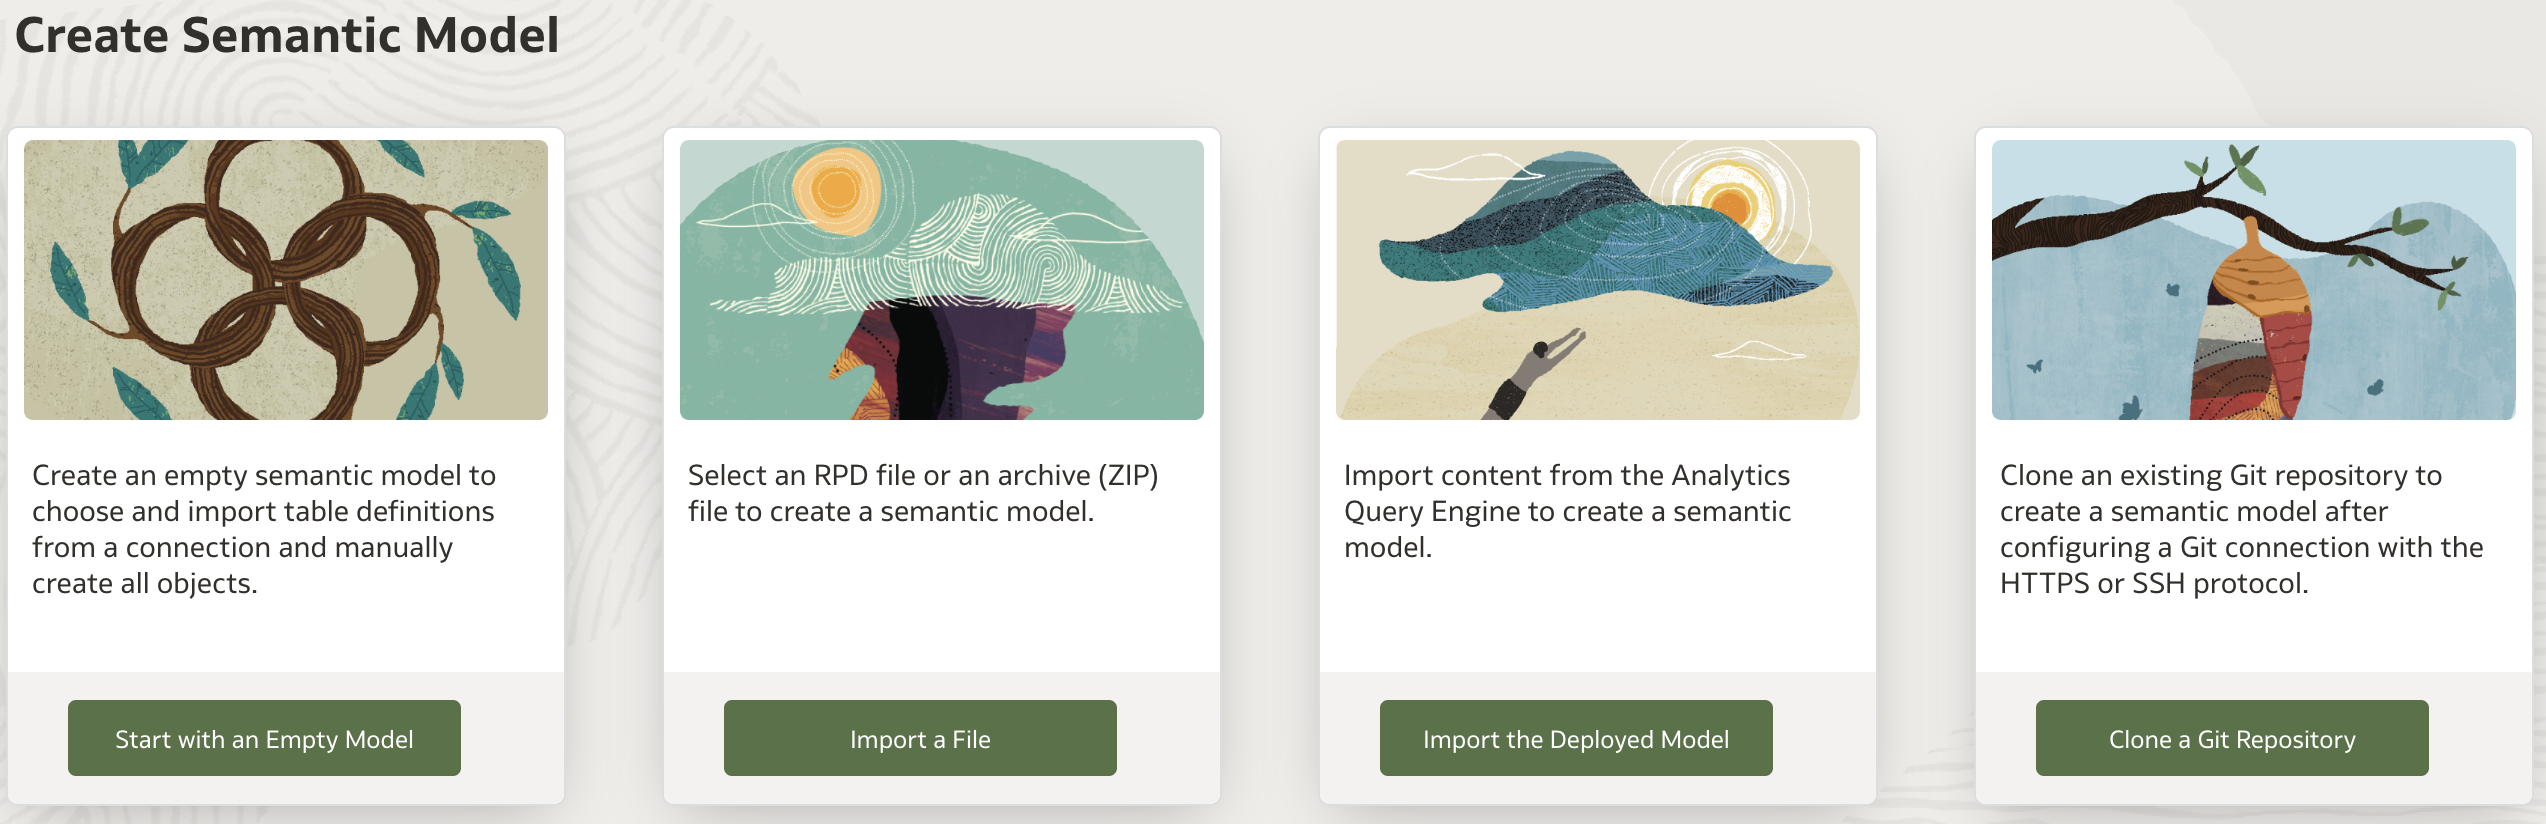 Create Semantic Model
Create an empty semantic model to
choose and import table definitions
from a connection and manually
create all objects.
Start with an Empty Model
Select an RPD file or an archive (ZIP)
file to create a semantic model.
Import a File
Import content from the Analytics
Query Engine to create a semantic
model.
Import the Deployed Model
Clone an existing Git repository to
create a semantic model after
configuring a Git connection with the
HTTPS or SSH protocol.
Clone a Git Repository